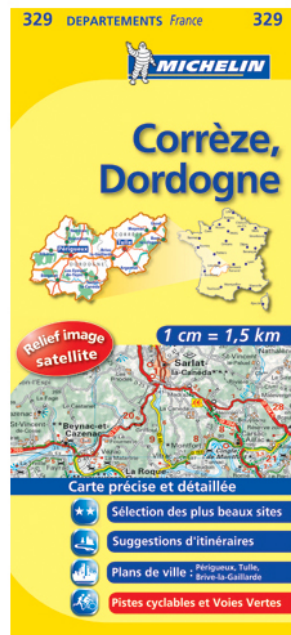 329 DEPARTEMENTS France 329
MICHELIN
Corrèze,
Dordogne
Périgueux
Tulle
1 cm = 1,5 km
Relief image
satellite
Sarlat-
la-Canéda
Beynac-et-
Cazenac
Montfort
La Roque
Carte précise et détaillée
Sélection des plus beaux sites
Suggestions d'itinéraires
Plans de ville : Périgueux, Tulle,
Brive-la-Gaillarde
Pistes cyclables et Voies Vertes